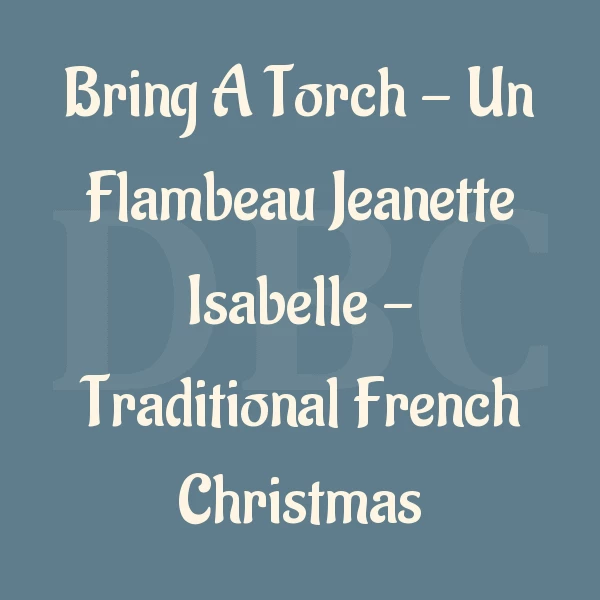 Bring A Torch – Un
Flambeau Jeanette
Isabelle –
Traditional French
Christmas
DBC